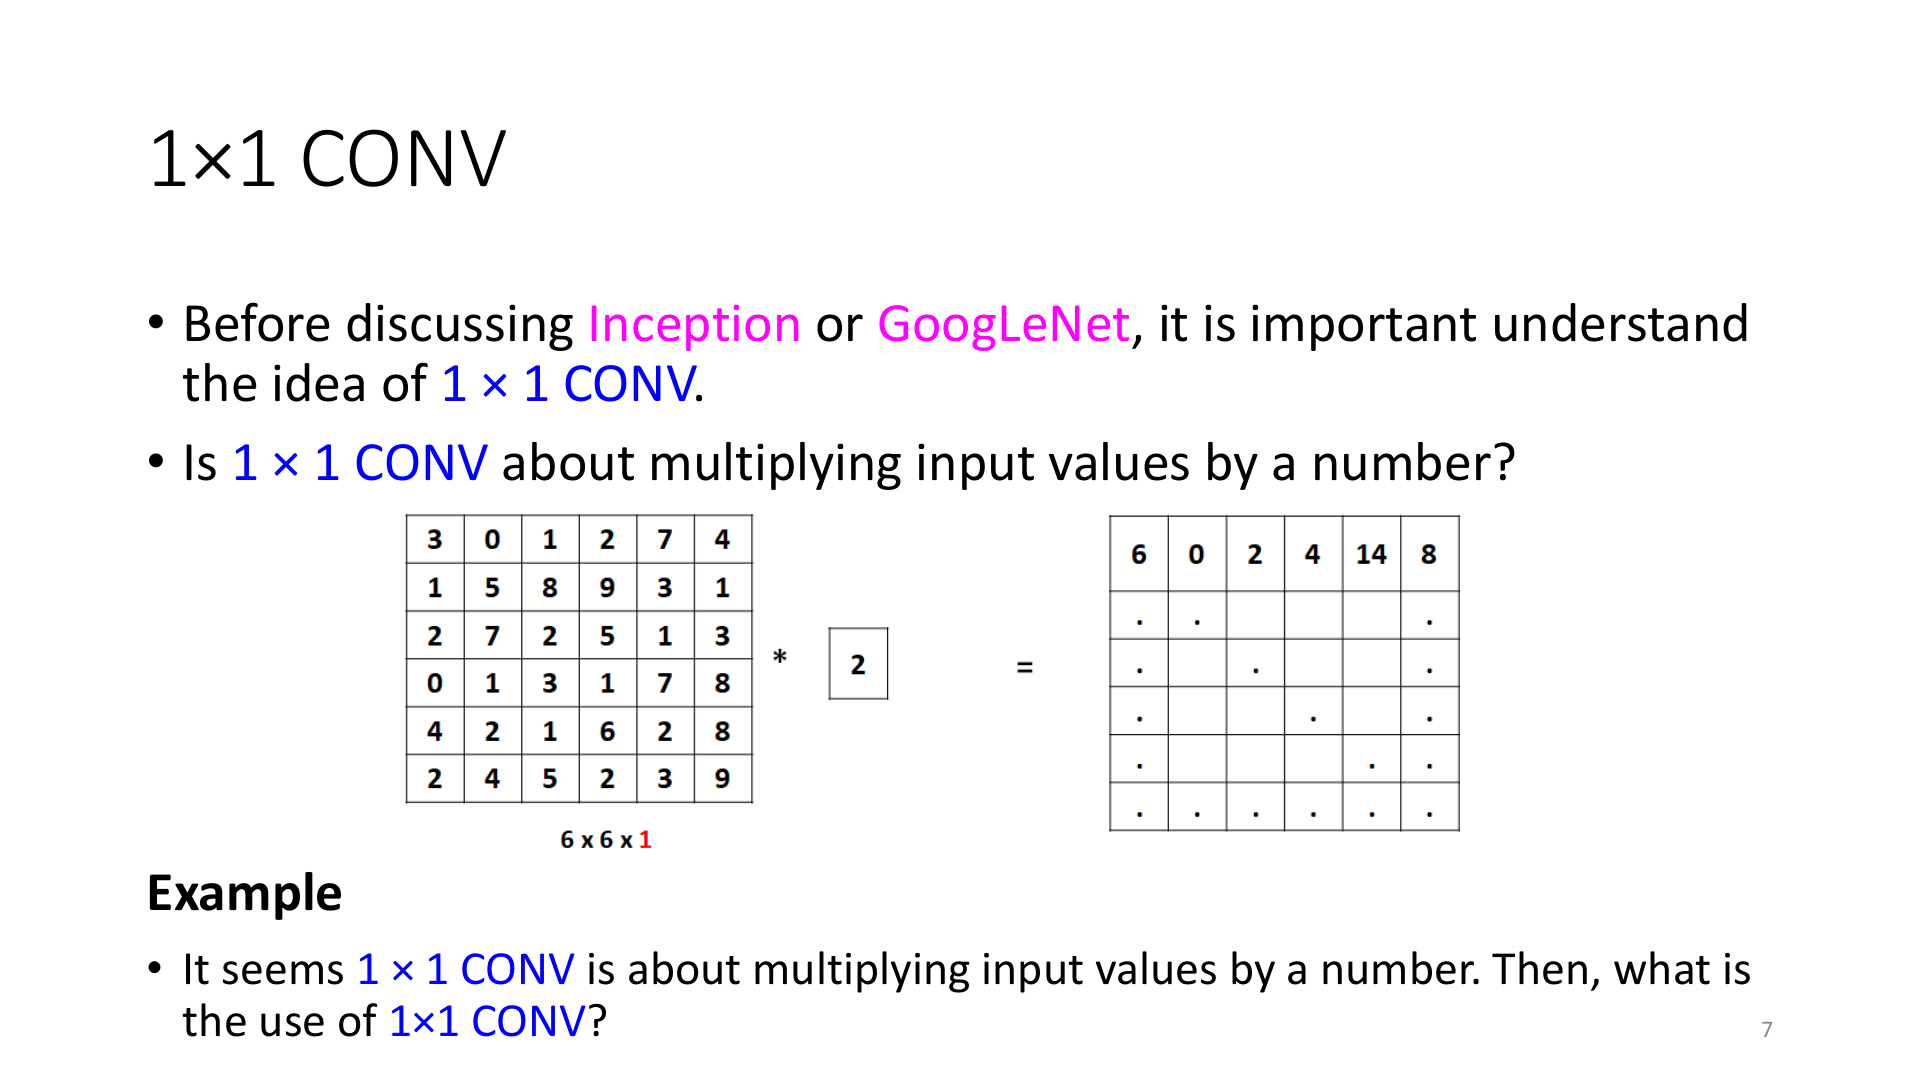 1×1 CONV
• Before discussing Inception or GoogLeNet, it is important understand
the idea of 1 × 1 CONV.
• Is 1 × 1 CONV about multiplying input values by a number?
3 0 1 2 7 4
1 5 8 9 3 1
2 7 2 5 1 3
0 1 3 1 7 8
4 2 1 6 2 8
2 4 5 2 3 9
6 x 6 x 1
*
2
=
6 0 2 4 14 8
. . .
. . .
. . .
. . .
. . . . . .
Example
• It seems 1 × 1 CONV is about multiplying input values by a number. Then, what is
the use of 1×1 CONV?
7